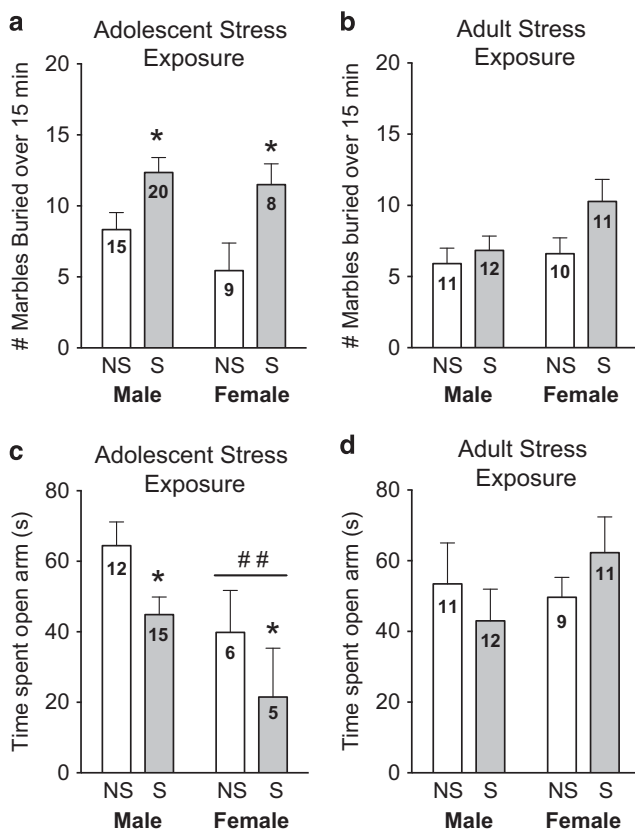 a
Adolescent Stress
Exposure
# Marbles Buried over 15 min
20
15
10
5
0
*
*
15
20
9
8
NS S NS S
Male Female
b
Adult Stress
Exposure
# Marbles buried over 15 min
20
15
10
5
0
11
12
10
11
NS S NS S
Male Female
c
Adolescent Stress
Exposure
Time spent open arm (s)
80
60
40
20
0
*
# #
*
12
15
6
5
NS S NS S
Male Female
d
Adult Stress
Exposure
Time spent open arm (s)
80
60
40
20
0
11
12
9
11
NS S NS S
Male Female